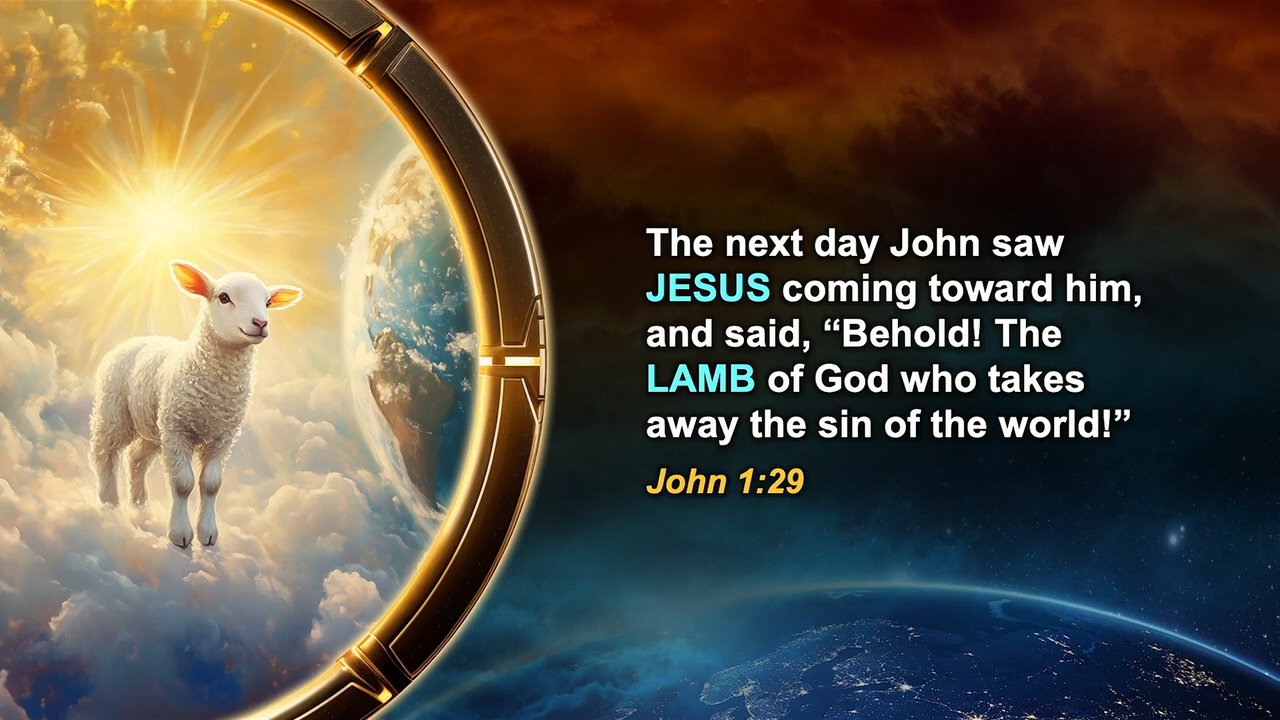 The next day John saw
JESUS coming toward him,
and said, “Behold! The
LAMB of God who takes
away the sin of the world!”
John 1:29